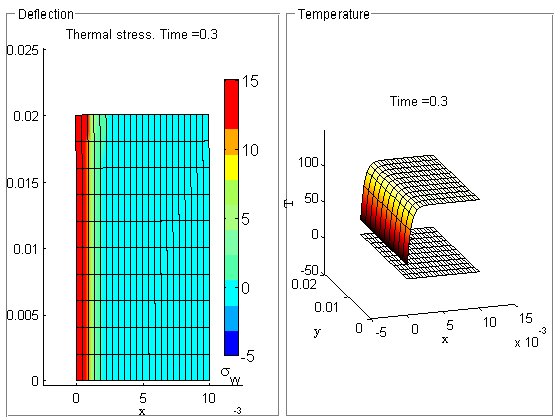 Deflection
Thermal stress. Time =0.3
0.025
0.02
0.015
0.01
0.005
0
0
5
10
x
-3
15
10
5
0
-5
σw
Temperature
Time =0.3
T
100
50
0
-50
0.02
0.01
0
y
-5
0
5
10
15
x
x 10 -3